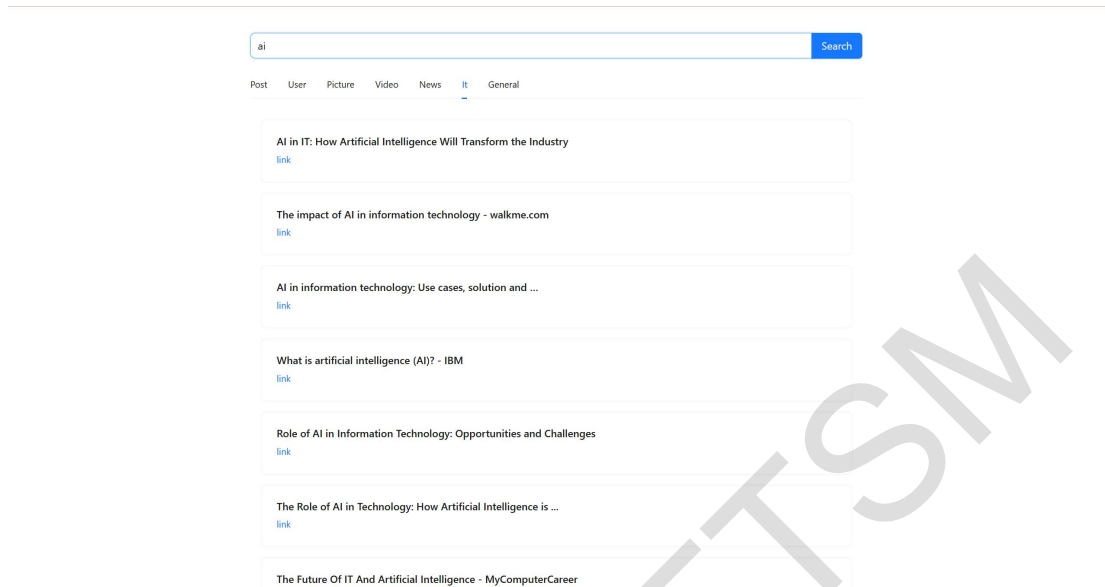 ai
Search
Post User Picture Video News It General
AI in IT: How Artificial Intelligence Will Transform the Industry
link
The impact of AI in information technology - walkme.com
link
AI in information technology: Use cases, solution and ...
link
What is artificial intelligence (AI)? - IBM
link
Role of AI in Information Technology: Opportunities and Challenges
link
The Role of AI in Technology: How Artificial Intelligence is ...
link
The Future Of IT And Artificial Intelligence - MyComputerCareer